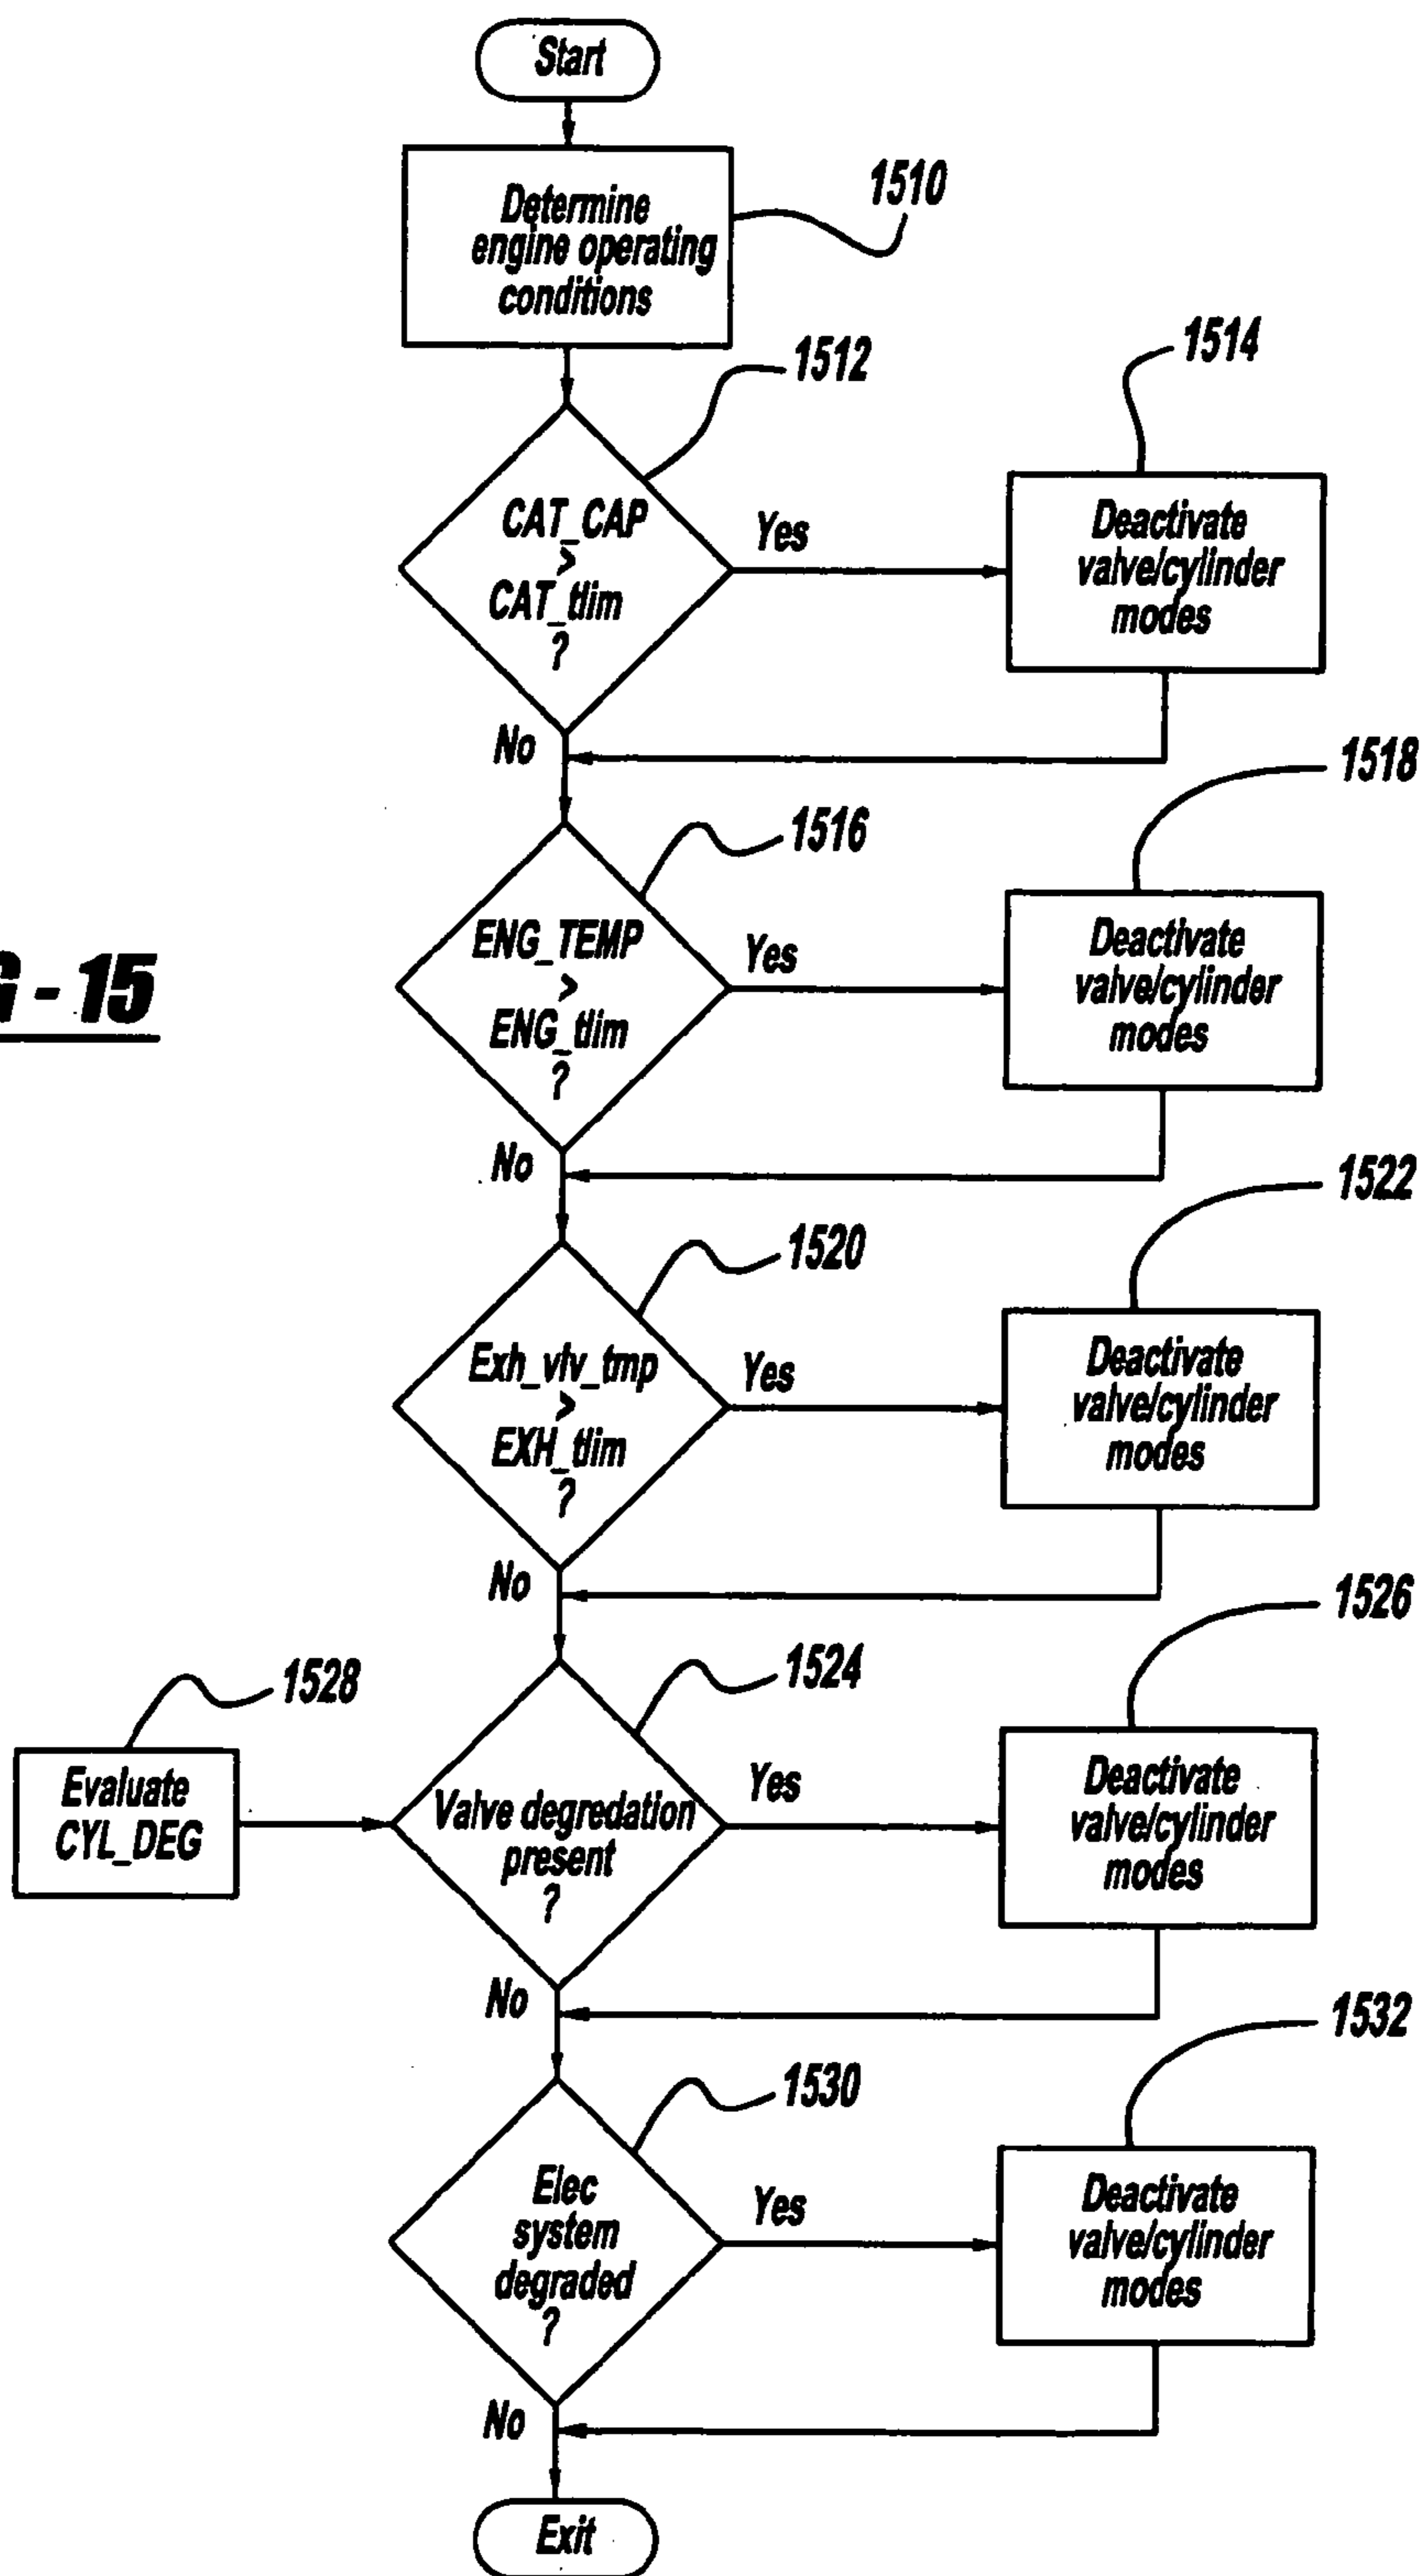 Start
Determine
engine operating
conditions
1510
CAT_CAP
>
CAT_tlim
?
1512
Yes
Deactivate
valve/cylinder
modes
1514
No
ENG_TEMP
>
ENG_tlim
?
1516
Yes
Deactivate
valve/cylinder
modes
1518
No
G - 15
Exh_vlv_tmp
>
EXH_tlim
?
1520
Yes
Deactivate
valve/cylinder
modes
1522
No
Evaluate
CYL_DEG
1528
Valve degredation
present
?
1524
Yes
Deactivate
valve/cylinder
modes
1526
No
Elec
system
degraded
?
1530
Yes
Deactivate
valve/cylinder
modes
1532
No
Exit